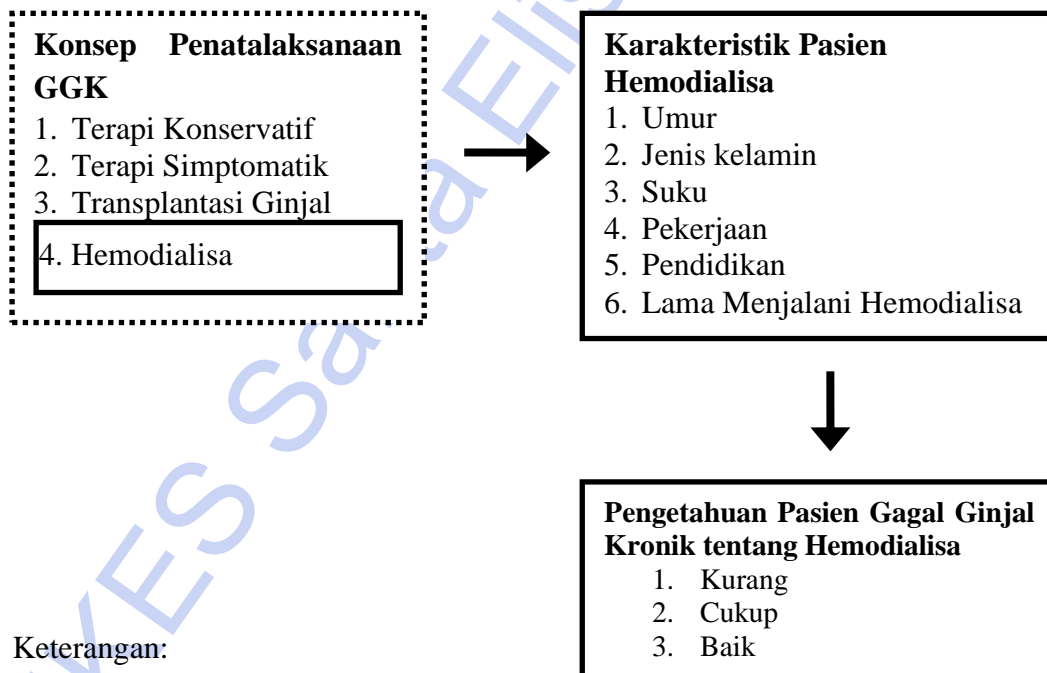 Konsep Penatalaksanaan
GGK
1. Terapi Konservatif
2. Terapi Simptomatik
3. Transplantasi Ginjal
4. Hemodialisa
Karakteristik Pasien
Hemodialisa
1. Umur
2. Jenis kelamin
3. Suku
4. Pekerjaan
5. Pendidikan
6. Lama Menjalani Hemodialisa
Pengetahuan Pasien Gagal Ginjal
Kronik tentang Hemodialisa
1. Kurang
2. Cukup
3. Baik
Keterangan: